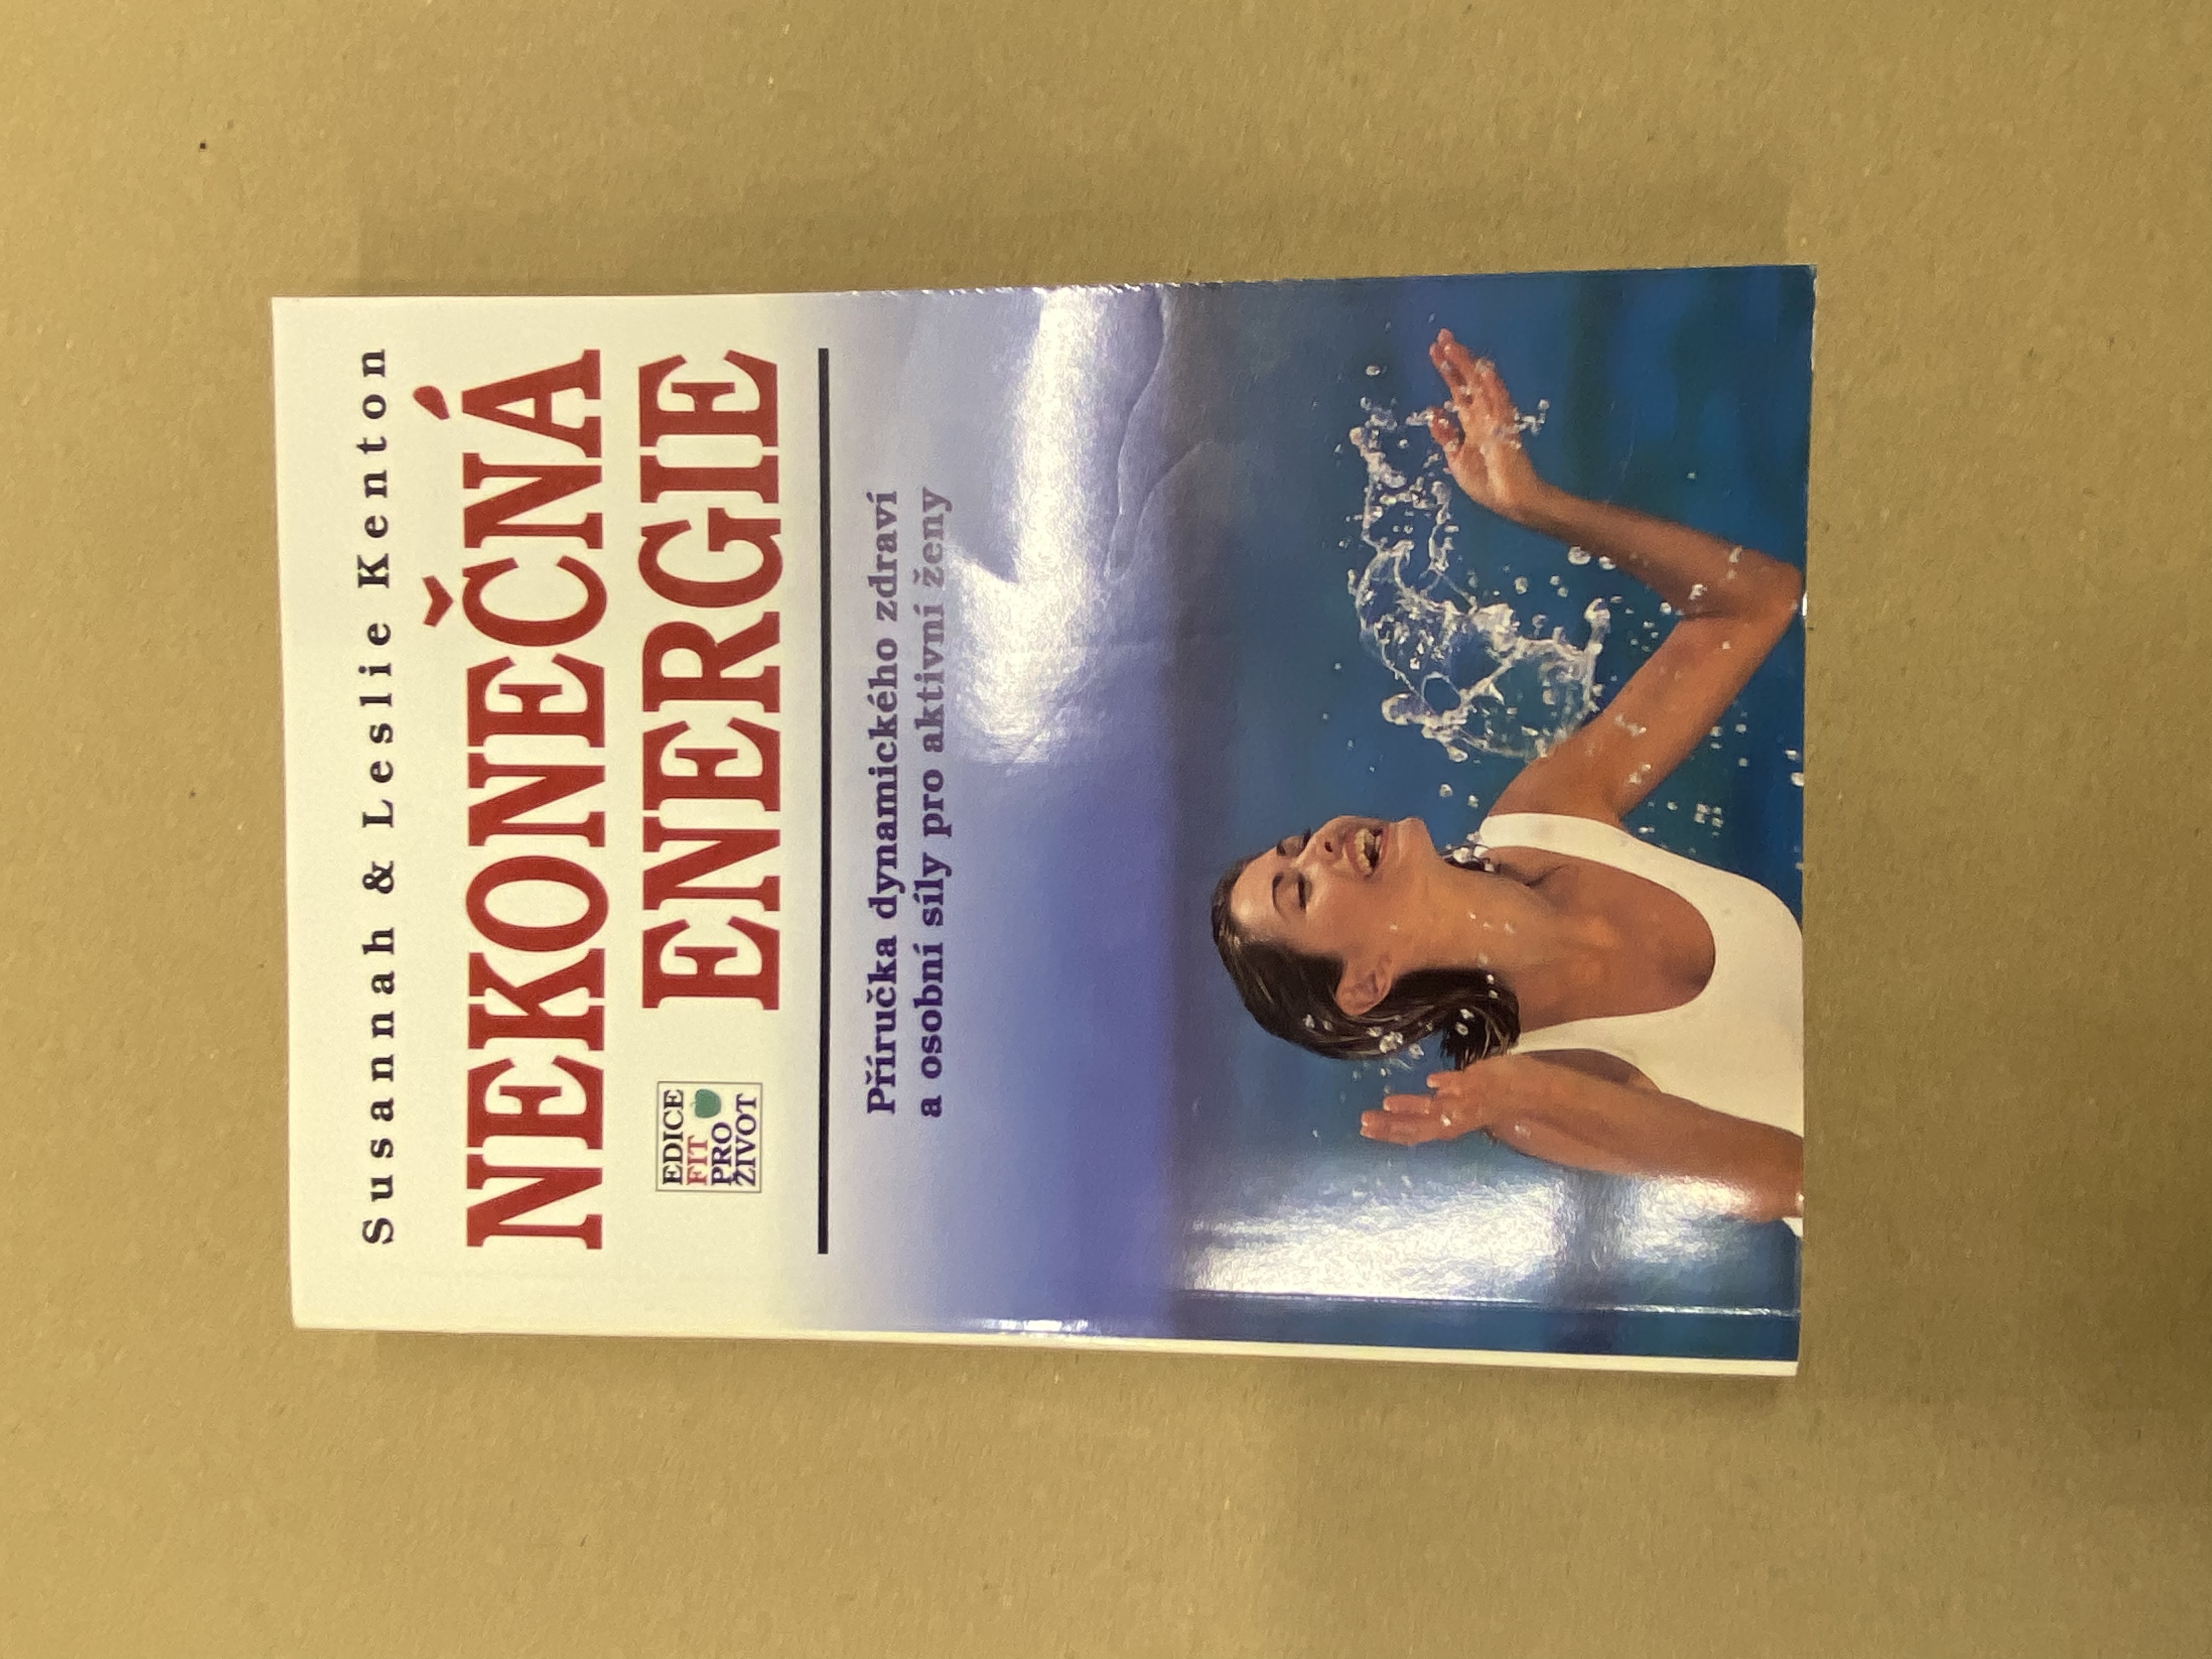 Susannah & Leslie Kenton
NEKONEČNÁ
ENERGIE
EDICE
FIT
PRO
ŽIVOT
Příručka dynamického zdraví
a osobní síly pro aktivní ženy